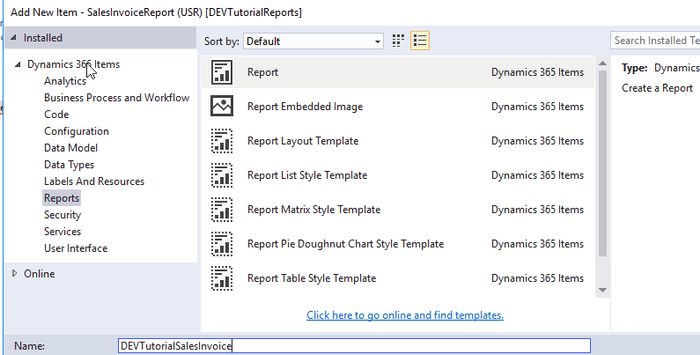 Add New Item - SalesInvoiceReport (USR) [DEVTutorialReports]
Installed
Dynamics 365 Items
Analytics
Business Process and Workflow
Code
Configuration
Data Model
Data Types
Labels And Resources
Reports
Security
Services
User Interface
Online
Sort by: Default
Report Dynamics 365 Items
Report Embedded Image Dynamics 365 Items
Report Layout Template Dynamics 365 Items
Report List Style Template Dynamics 365 Items
Report Matrix Style Template Dynamics 365 Items
Report Pie Doughnut Chart Style Template Dynamics 365 Items
Report Table Style Template Dynamics 365 Items
Click here to go online and find templates.
Search Installed Te
Type: Dynamics
Create a Report
Name: DEVTutorialSalesInvoice